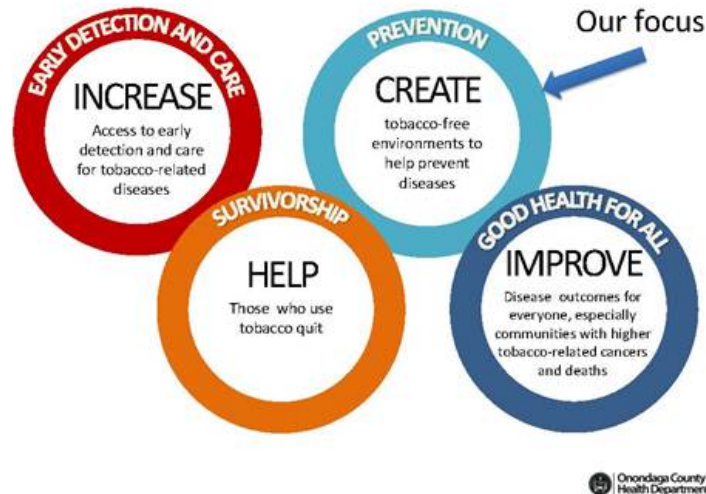 Our focus
EARLY DETECTION AND CARE
INCREASE
Access to early
detection and care
for tobacco-related
diseases
SURVIVORSHIP
HELP
Those who use
tobacco quit
PREVENTION
CREATE
tobacco-free
environments to
help prevent
diseases
GOOD HEALTH FOR ALL
IMPROVE
Disease outcomes for
everyone, especially
communities with higher
tobacco-related cancers
and deaths
Onondaga County
Health Department